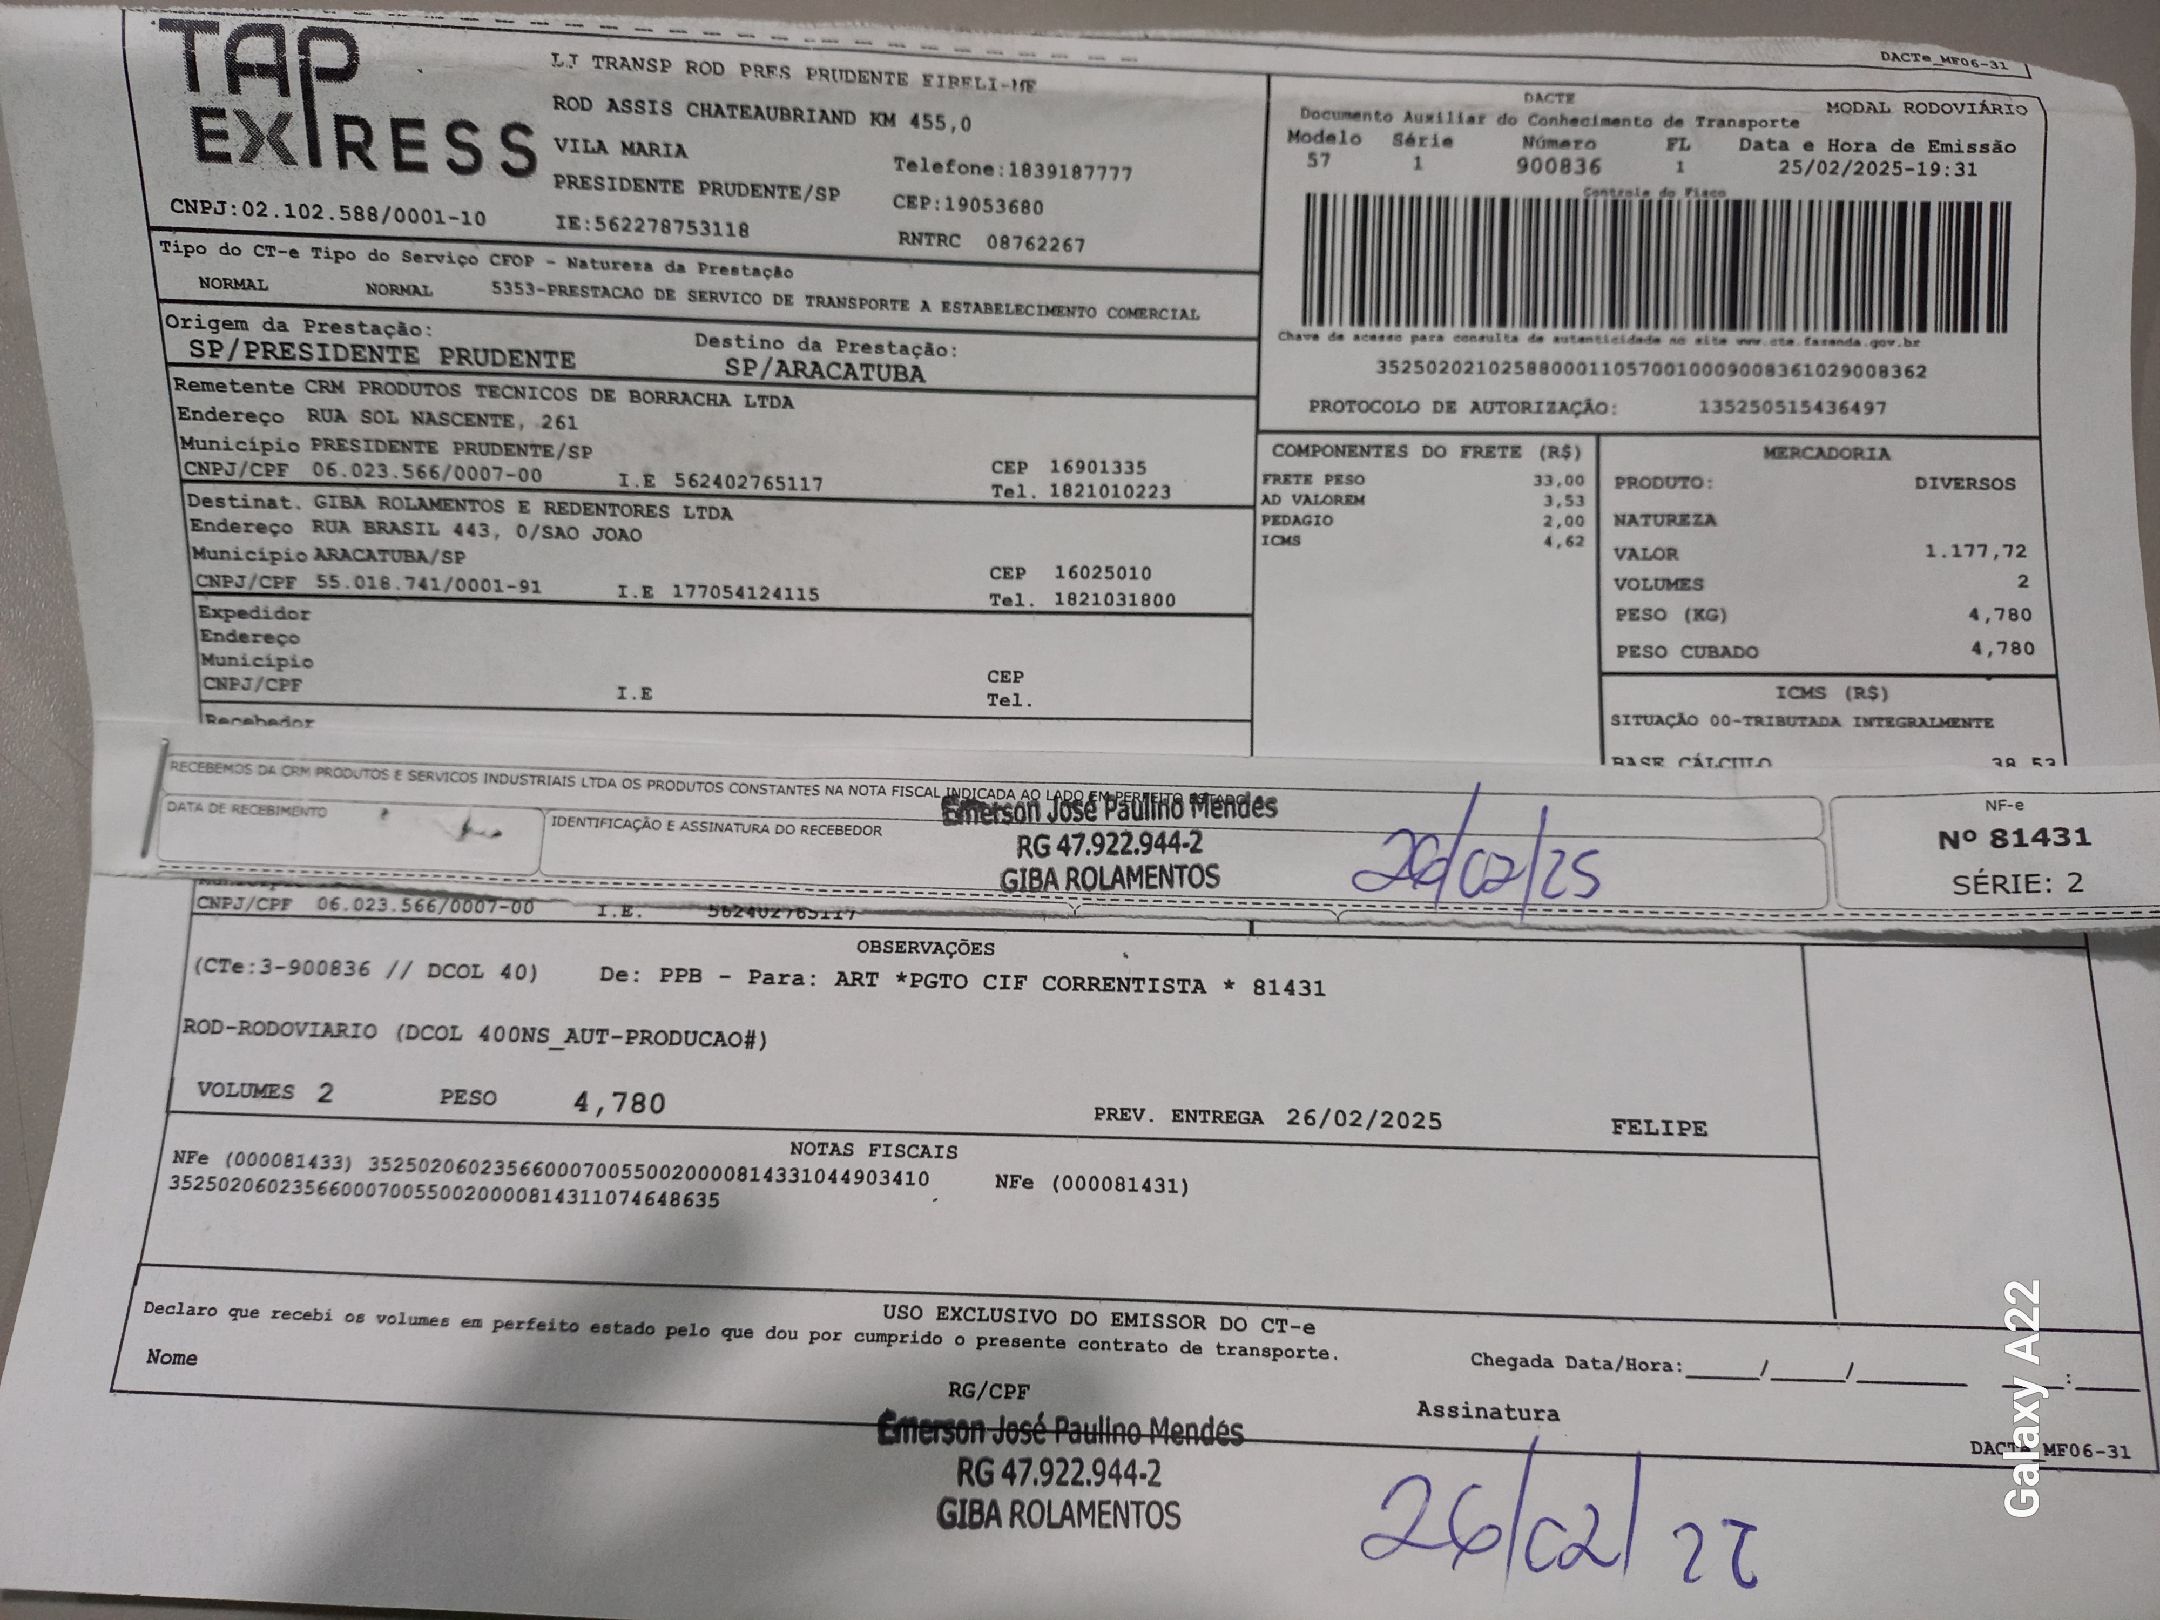 TAP
EXPRESS
CNPJ:02.102.588/0001-10
LJ TRANSP ROD PRES PRUDENTE EIRELI-ME
ROD ASSIS CHATEAUBRIAND KM 455,0
VILA MARIA
Telefone:1839187777
PRESIDENTE PRUDENTE/SP
CEP:19053680
IE:562278753118
RNTRC 08762267
DACTe_MF06-31
DACTE
MODAL RODOVIÁRIO
Documento Auxiliar do Conhecimento de Transporte
Modelo Série Número FL Data e Hora de Emissão
57 1 900836 1 25/02/2025-19:31
Controle do Fisco
Chave de acesso para consulta de autenticidade no site www.cte.fazenda.gov.br
35250202102588000110570010009008361029008362
PROTOCOLO DE AUTORIZAÇÃO: 135250515436497
Tipo do CT-e Tipo do Serviço CFOP - Natureza da Prestação
NORMAL NORMAL 5353-PRESTACAO DE SERVICO DE TRANSPORTE A ESTABELECIMENTO COMERCIAL
Origem da Prestação: Destino da Prestação:
SP/PRESIDENTE PRUDENTE SP/ARACATUBA
Remetente CRM PRODUTOS TECNICOS DE BORRACHA LTDA
Endereço RUA SOL NASCENTE, 261
Município PRESIDENTE PRUDENTE/SP CEP 16901335
CNPJ/CPF 06.023.566/0007-00 I.E 562402765117 Tel. 1821010223
Destinat. GIBA ROLAMENTOS E REDENTORES LTDA
Endereço RUA BRASIL 443, 0/SAO JOAO
Município ARACATUBA/SP CEP 16025010
CNPJ/CPF 55.018.741/0001-91 I.E 177054124115 Tel. 1821031800
Expedidor
Endereço
Município CEP
CNPJ/CPF I.E Tel.
Recebedor
COMPONENTES DO FRETE (R$)
FRETE PESO 33,00
AD VALOREM 3,53
PEDAGIO 2,00
ICMS 4,62
MERCADORIA
PRODUTO: DIVERSOS
NATUREZA
VALOR 1.177,72
VOLUMES 2
PESO (KG) 4,780
PESO CUBADO 4,780
ICMS (R$)
SITUAÇÃO 00-TRIBUTADA INTEGRALMENTE
BASE CÁLCULO 38,53
RECEBEMOS DA CRM PRODUTOS E SERVICOS INDUSTRIAIS LTDA OS PRODUTOS CONSTANTES NA NOTA FISCAL INDICADA AO LADO EM PERFEITO ESTADO
DATA DE RECEBIMENTO
IDENTIFICAÇÃO E ASSINATURA DO RECEBEDOR
Emerson José Paulino Mendes
RG 47.922.944-2
GIBA ROLAMENTOS
26/02/25
NF-e
Nº 81431
SÉRIE: 2
Município
CNPJ/CPF 06.023.566/0007-00 I.E. 562402765117
OBSERVAÇÕES
(CTe:3-900836 // DCOL 40) De: PPB - Para: ART *PGTO CIF CORRENTISTA * 81431
ROD-RODOVIARIO (DCOL 400NS_AUT-PRODUCAO#)
VOLUMES 2 PESO 4,780 PREV. ENTREGA 26/02/2025 FELIPE
NOTAS FISCAIS
NFe (000081433) 35250206023566000700550020000814331044903410 NFe (000081431)
35250206023566000700550020000814311074648635
USO EXCLUSIVO DO EMISSOR DO CT-e
Declaro que recebi os volumes em perfeito estado pelo que dou por cumprido o presente contrato de transporte.
Nome RG/CPF Chegada Data/Hora:_____/_____/_______ ____:____
Assinatura
DACTe_MF06-31
Emerson José Paulino Mendes
RG 47.922.944-2
GIBA ROLAMENTOS
26/02/
Galaxy A22